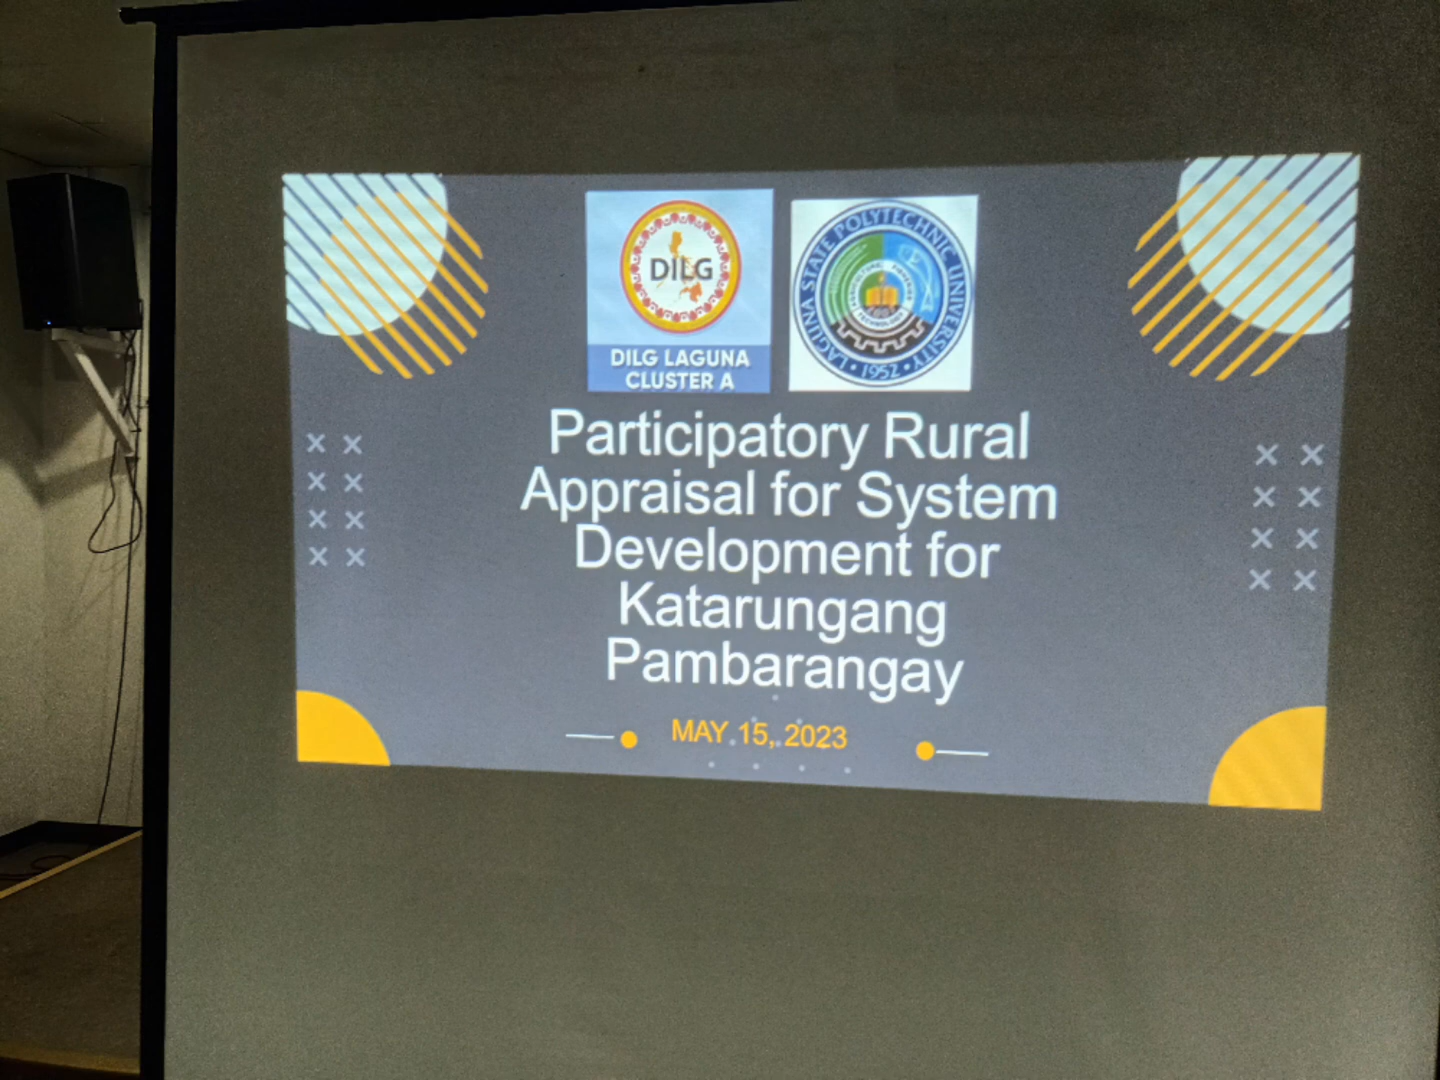 DILG
DILG LAGUNA
CLUSTER A
LAGUNA STATE POLYTECHNIC UNIVERSITY
• 1952 •
Participatory Rural
Appraisal for System
Development for
Katarungang
Pambarangay
MAY 15, 2023